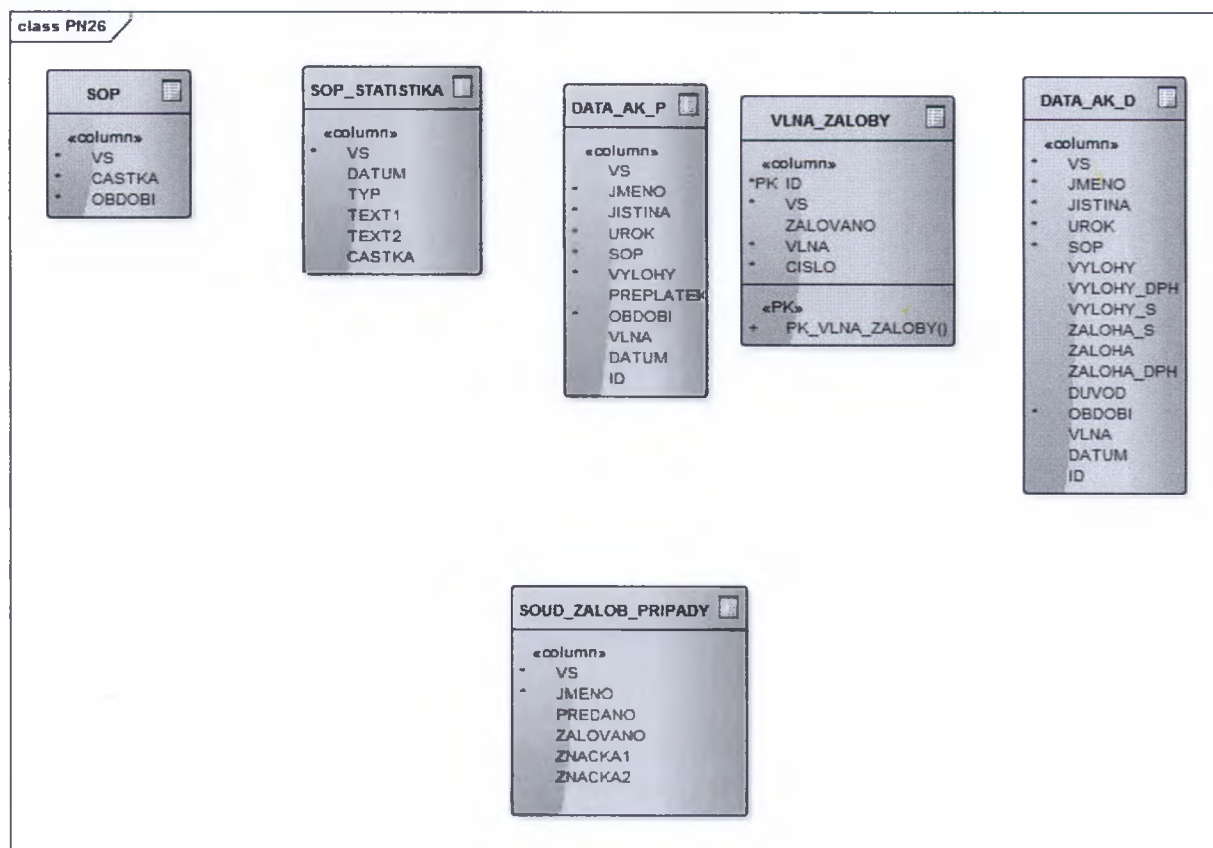 class PN26
SOP
«column»
* VS
* CASTKA
* OBDOBI
SOP_STATISTIKA
«column»
* VS
DATUM
TYP
TEXT1
TEXT2
CASTKA
DATA_AK_P
«column»
VS
* JMENO
* JISTINA
* UROK
* SOP
* VYLOHY
PREPLATEK
* OBDOBI
VLNA
DATUM
ID
VLNA_ZALOBY
«column»
*PK ID
* VS
ZALOVANO
* VLNA
* CISLO
«PK»
+ PK_VLNA_ZALOBY()
DATA_AK_D
«column»
* VS
* JMENO
* JISTINA
* UROK
* SOP
VYLOHY
VYLOHY_DPH
VYLOHY_S
ZALOHA_S
ZALOHA
ZALOHA_DPH
DUVOD
* OBDOBI
VLNA
DATUM
ID
SOUD_ZALOB_PRIPADY
«column»
* VS
* JMENO
PREDANO
ZALOVANO
ZNACKA1
ZNACKA2